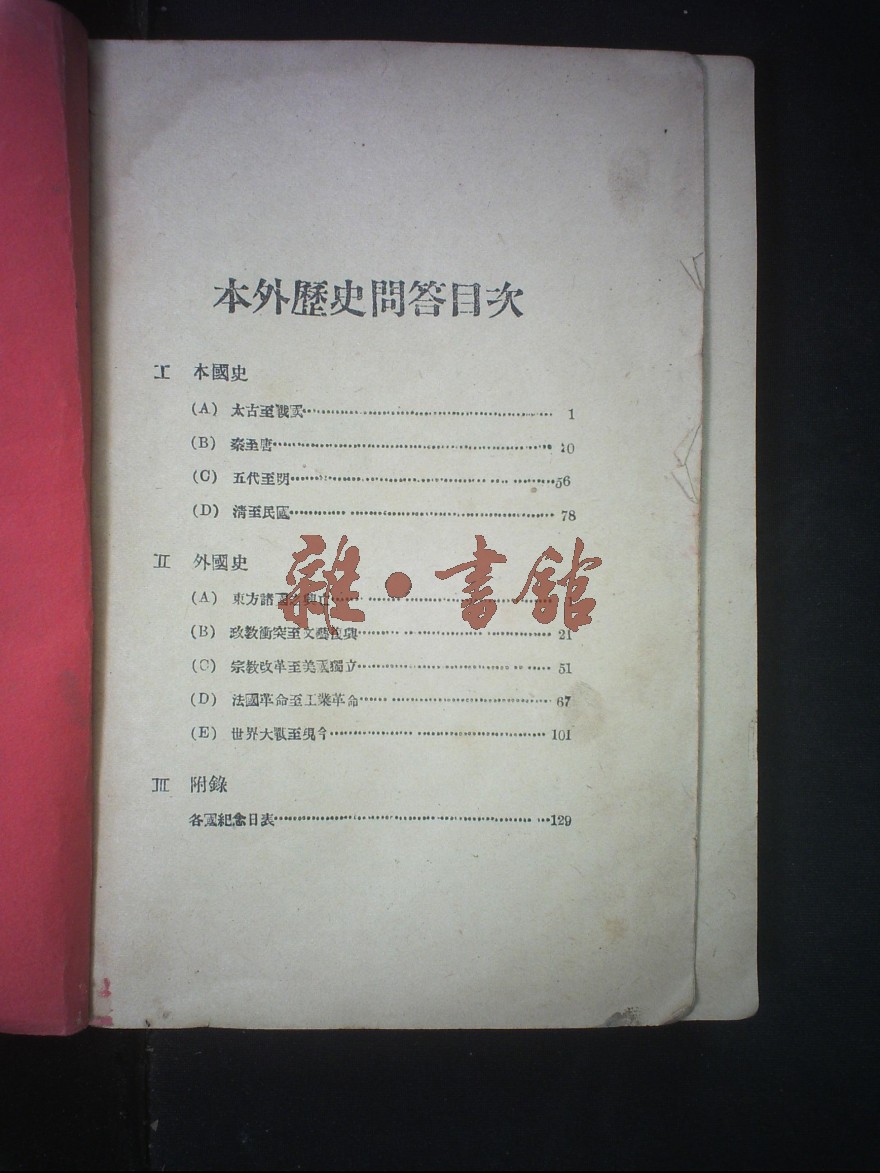 本外歷史問答目次
I 本國史
(A) 太古至戰國 1
(B) 秦至唐
(C) 五代至明 56
(D) 清至民國 78
II 外國史
(A) 東方諸國
(B) 政教衝突至文藝復興 21
(C) 宗教改革至美國獨立 51
(D) 法國革命至工業革命 67
(E) 世界大戰至現今 101
III 附錄
各國紀念日表 129
雜•書館